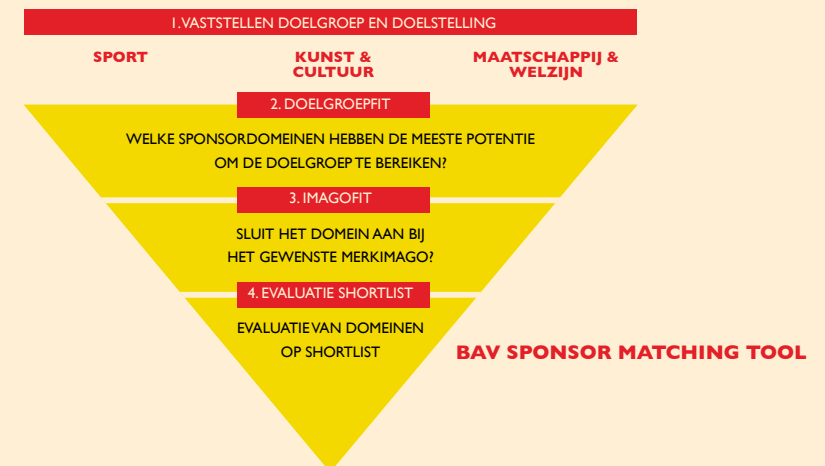 1. VASTSTELLEN DOELGROEP EN DOELSTELLING
SPORT
KUNST &
CULTUUR
MAATSCHAPPIJ &
WELZIJN
2. DOELGROEPFIT
WELKE SPONSORDOMEINEN HEBBEN DE MEESTE POTENTIE
OM DE DOELGROEP TE BEREIKEN?
3. IMAGOFIT
SLUIT HET DOMEIN AAN BIJ
HET GEWENSTE MERKIMAGO?
4. EVALUATIE SHORTLIST
EVALUATIE VAN DOMEINEN
OP SHORTLIST
BAV SPONSOR MATCHING TOOL